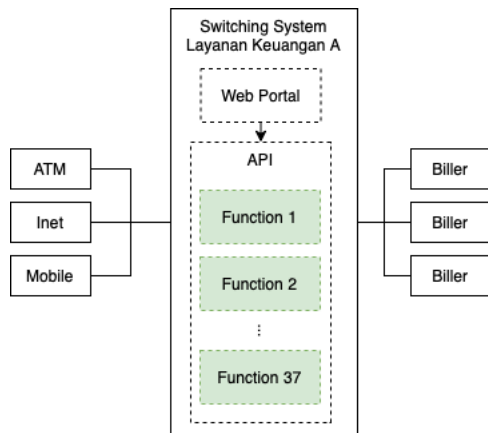 Switching System
Layanan Keuangan A
Web Portal
API
ATM
Inet
Mobile
Function 1
Function 2
...
Function 37
Biller
Biller
Biller